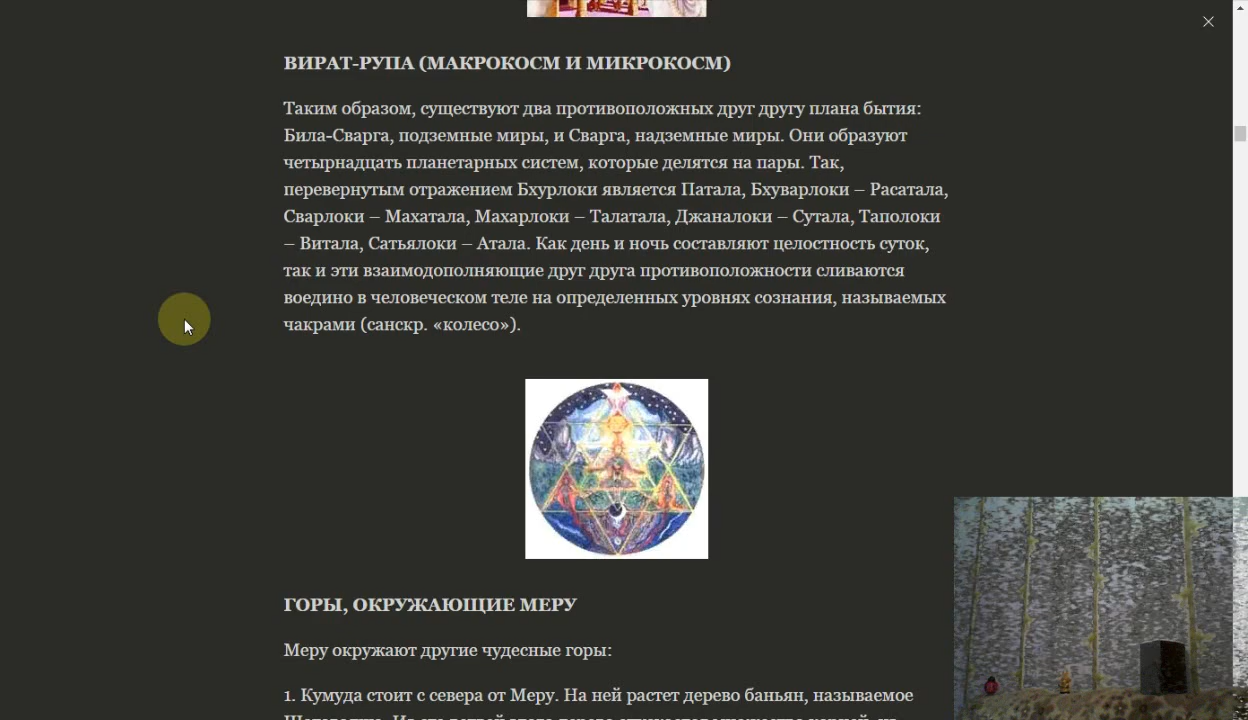 ВИРАТ-РУПА (МАКРОКОСМ И МИКРОКОСМ)
Таким образом, существуют два противоположных друг другу плана бытия:
Била-Сварга, подземные миры, и Сварга, надземные миры. Они образуют
четырнадцать планетарных систем, которые делятся на пары. Так,
перевернутым отражением Бхурлоки является Патала, Бхуварлоки – Расатала,
Сварлоки – Махатала, Махарлоки – Талатала, Джаналоки – Сутала, Таполоки
– Витала, Сатьялоки – Атала. Как день и ночь составляют целостность суток,
так и эти взаимодополняющие друг друга противоположности сливаются
воедино в человеческом теле на определенных уровнях сознания, называемых
чакрами (санскр. «колесо»).
ГОРЫ, ОКРУЖАЮЩИЕ МЕРУ
Меру окружают другие чудесные горы:
1. Кумуда стоит с севера от Меру. На ней растет дерево баньян, называемое